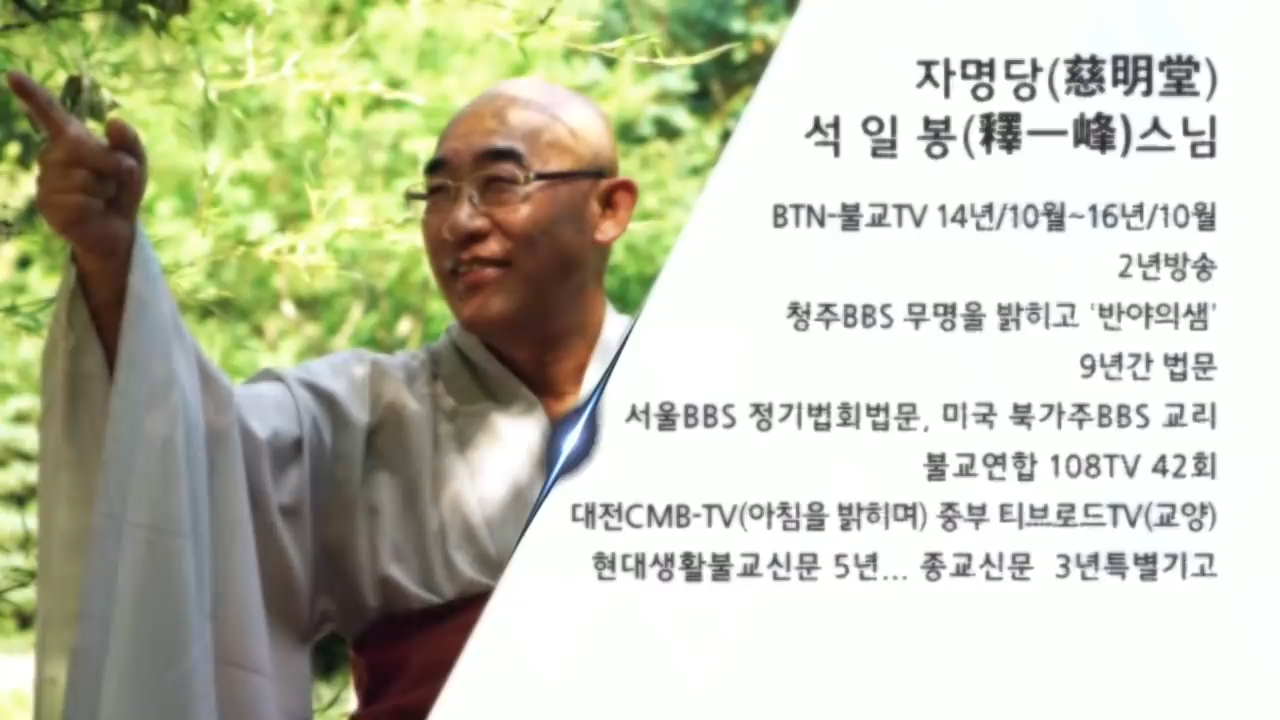 자명당(慈明堂)
석 일 봉(釋一峰)스님
BTN-불교TV 14년/10월~16년/10월
2년방송
청주BBS 무명을 밝히고 '반야의샘'
9년간 법문
서울BBS 정기법회법문, 미국 북가주BBS 교리
불교연합 108TV 42회
대전CMB-TV(아침을 밝히며) 중부 티브로드TV(교양)
현대생활불교신문 5년... 종교신문 3년특별기고